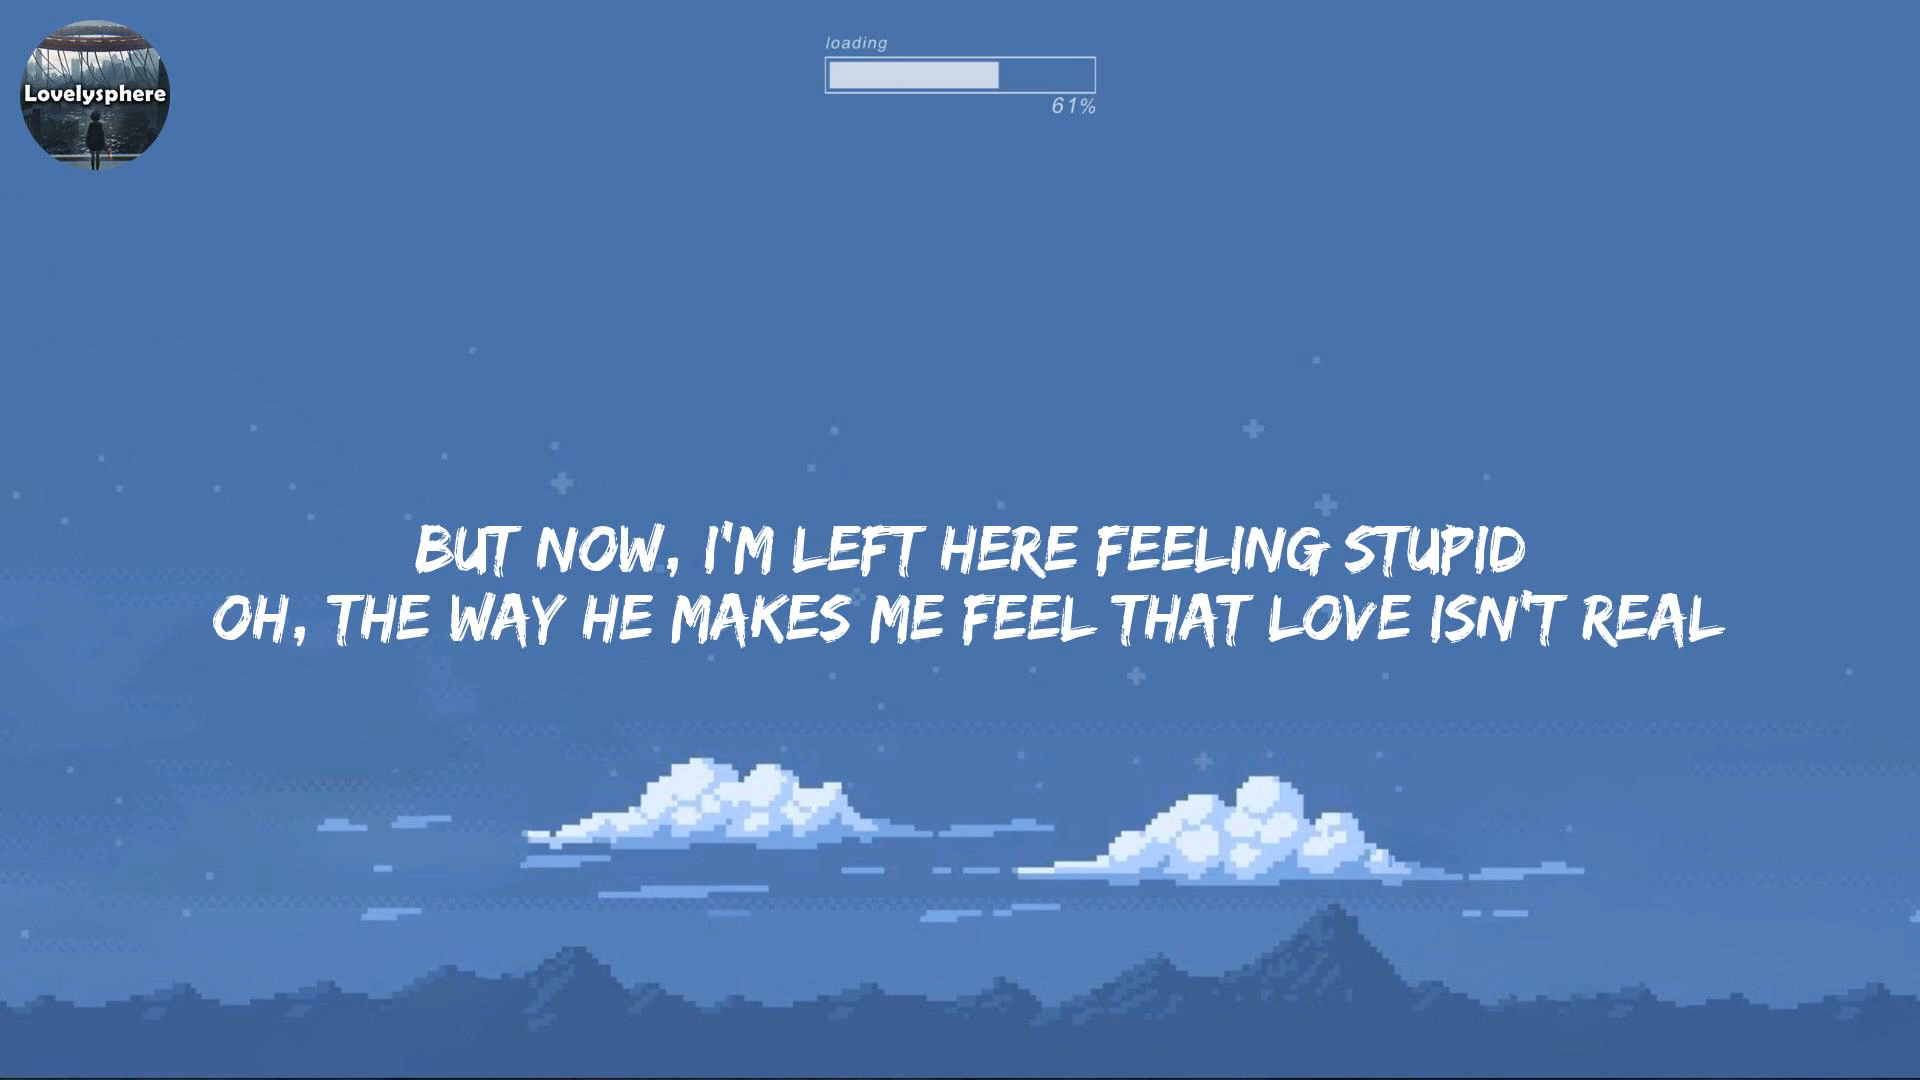 Lovelysphere
loading
61%
BUT NOW, I'M LEFT HERE FEELING STUPID
OH, THE WAY HE MAKES ME FEEL THAT LOVE ISN'T REAL